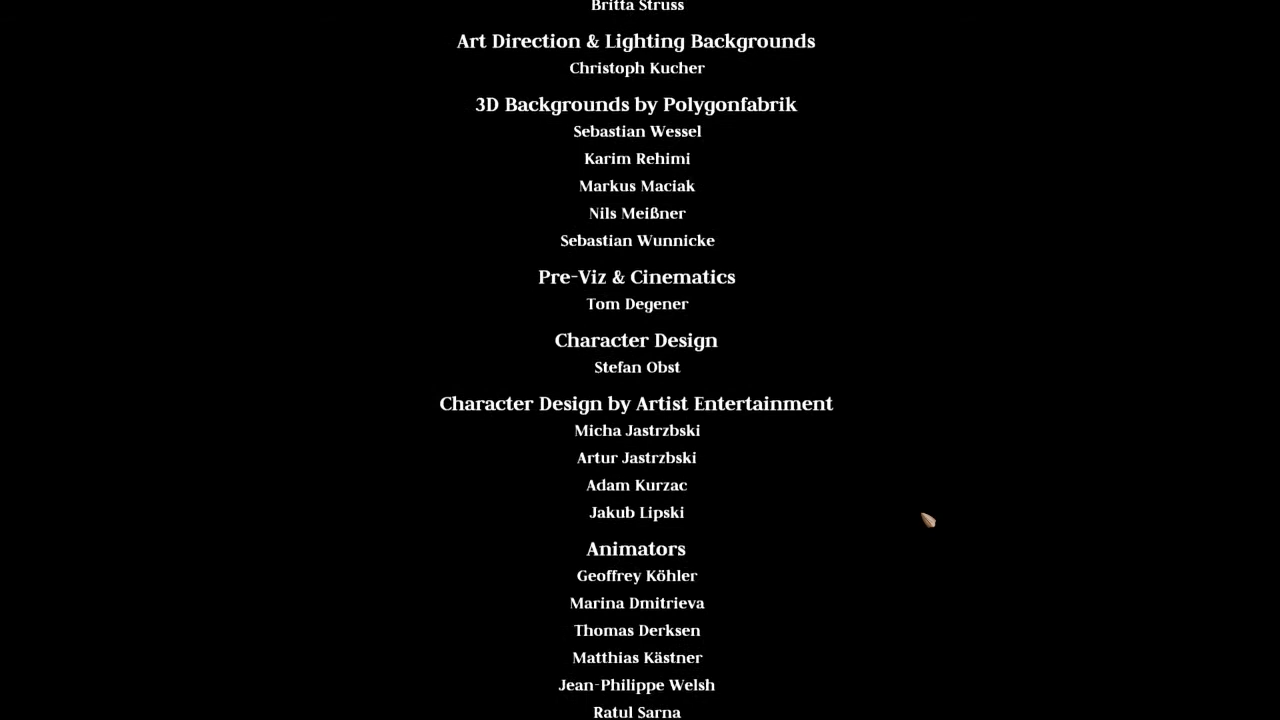 Britta Struss
Art Direction & Lighting Backgrounds
Christoph Kucher
3D Backgrounds by Polygonfabrik
Sebastian Wessel
Karim Rehimi
Markus Maciak
Nils Meißner
Sebastian Wunnicke
Pre-Viz & Cinematics
Tom Degener
Character Design
Stefan Obst
Character Design by Artist Entertainment
Micha Jastrzbski
Artur Jastrzbski
Adam Kurzac
Jakub Lipski
Animators
Geoffrey Köhler
Marina Dmitrieva
Thomas Derksen
Matthias Kästner
Jean-Philippe Welsh
Ratul Sarna